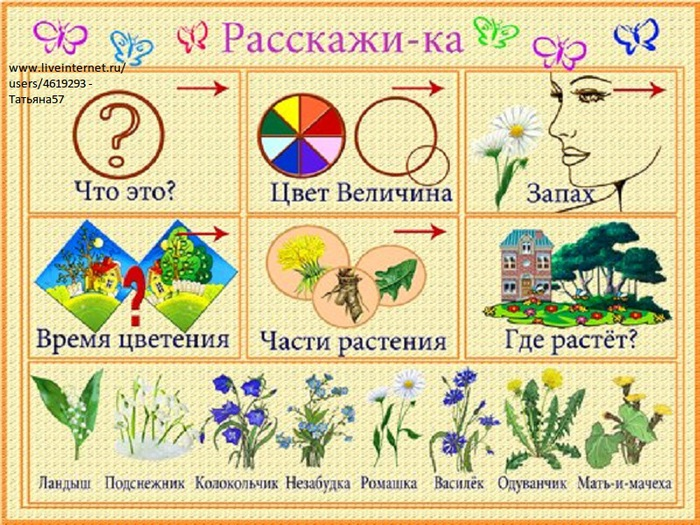 Расскажи-ка
www.liveinternet.ru/
users/4619293 -
Татьяна57
?
Что это?
Цвет Величина
Запах
?
Время цветения
Части растения
Где растёт?
Ландыш Подснежник Колокольчик Незабудка Ромашка Василёк Одуванчик Мать-и-мачеха